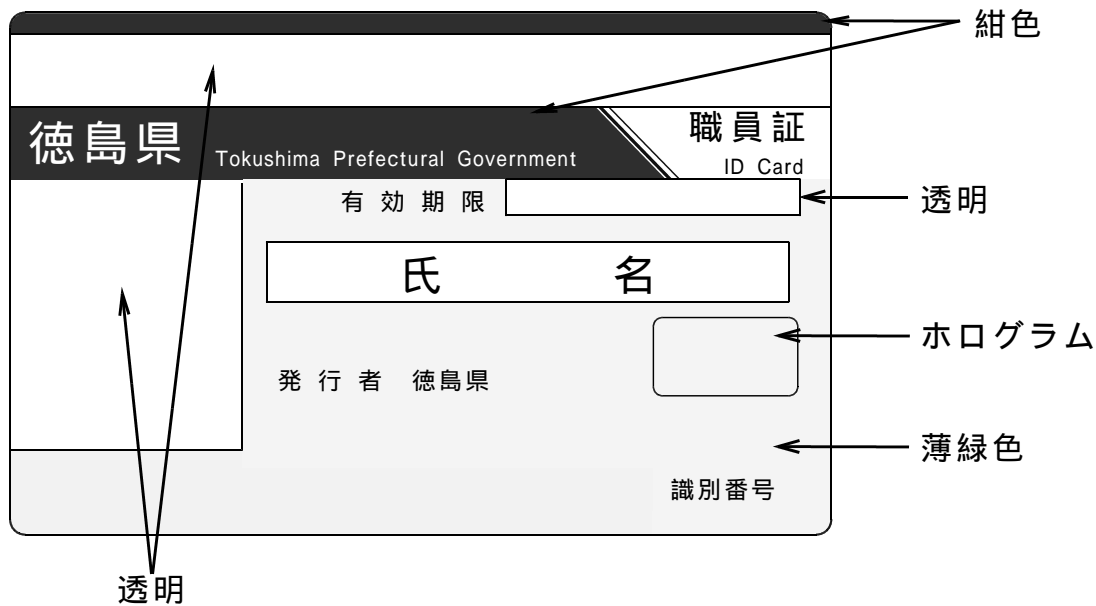 紺色
徳島県 Tokushima Prefectural Government
職員証
ID Card
有効期限
透明
氏名
ホログラム
発行者 徳島県
薄緑色
識別番号
透明